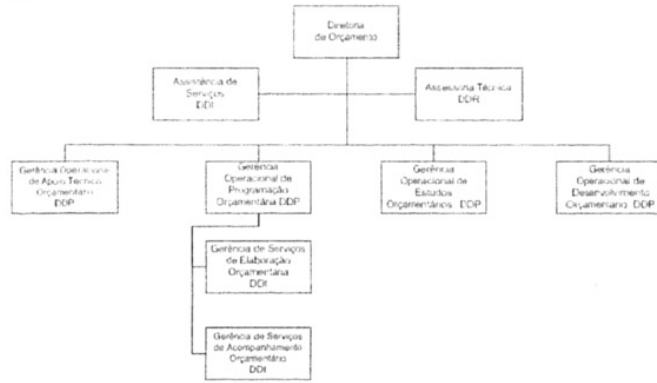 Diretoria
de Orçamento
Assistência de
Serviços
DDI
Assessoria Técnica
DDR
Gerência Operacional
de Apoio Técnico
Orçamentário
DDP
Gerência
Operacional de
Programação
Orçamentária DDP
Gerência
Operacional de
Estudos
Orçamentários DDP
Gerência
Operacional de
Desenvolvimento
Orçamentário DDP
Gerência de Serviços
de Elaboração
Orçamentária
DDI
Gerência de Serviços
de Acompanhamento
Orçamentário
DDI